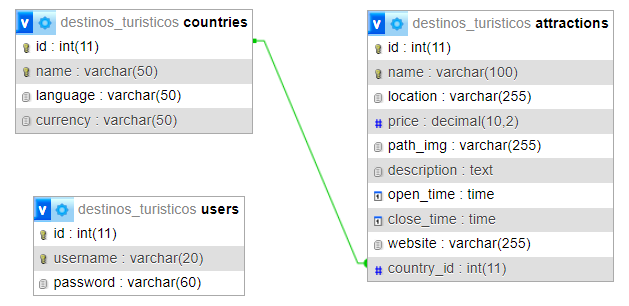 destinos_turisticos countries
id : int(11)
name : varchar(50)
language : varchar(50)
currency : varchar(50)
destinos_turisticos attractions
id : int(11)
name : varchar(100)
location : varchar(255)
# price : decimal(10,2)
path_img : varchar(255)
description : text
open_time : time
close_time : time
website : varchar(255)
# country_id : int(11)
destinos_turisticos users
id : int(11)
username : varchar(20)
password : varchar(60)